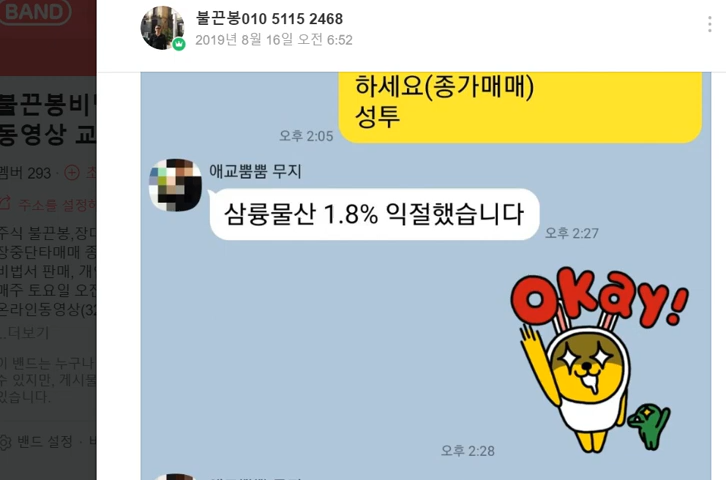 BAND
불끈봉010 5115 2468
2019년 8월 16일 오전 6:52
불끈봉비
동영상 교
멤버 293
주소를 설정
주식 불끈봉,장
장중단타매매 종
비법서 판매, 개
매주 토요일 오전
온라인동영상(32
...더보기
이 밴드는 누구나
수 있지만, 게시물
있습니다.
밴드 설정
하세요(종가매매)
성투
오후 2:05
애교뿜뿜 무지
삼륭물산 1.8% 익절했습니다
오후 2:27
Okay!
오후 2:28